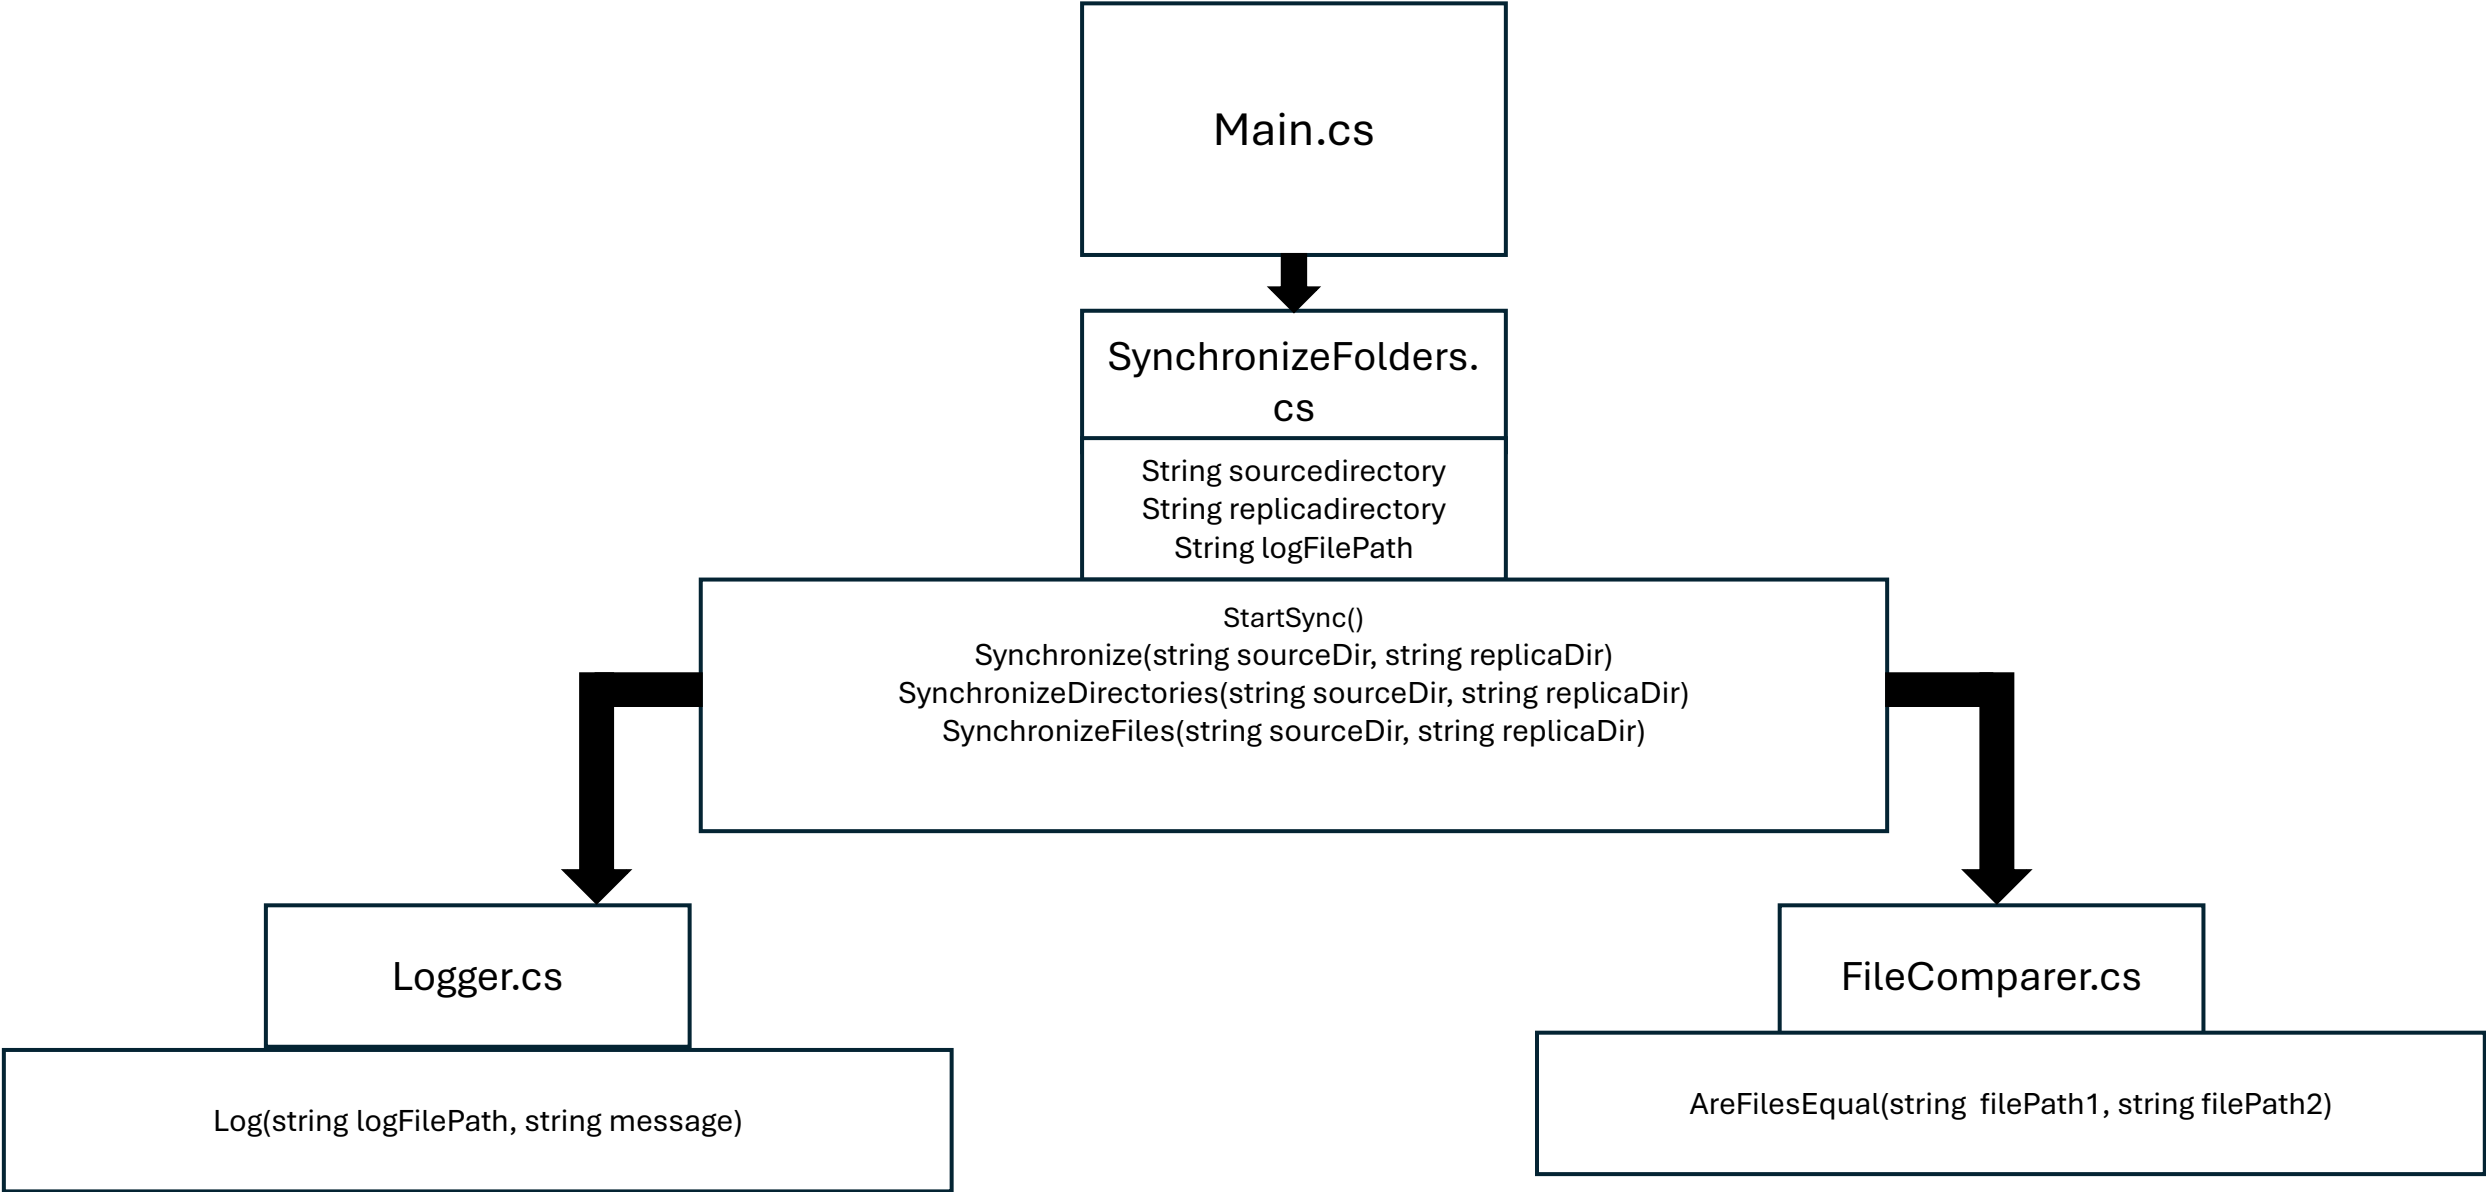 Main.cs
SynchronizeFolders.
cs
String sourcedirectory
String replicadirectory
String logFilePath
StartSync()
Synchronize(string sourceDir, string replicaDir)
SynchronizeDirectories(string sourceDir, string replicaDir)
SynchronizeFiles(string sourceDir, string replicaDir)
Logger.cs
Log(string logFilePath, string message)
FileComparer.cs
AreFilesEqual(string  filePath1, string filePath2)